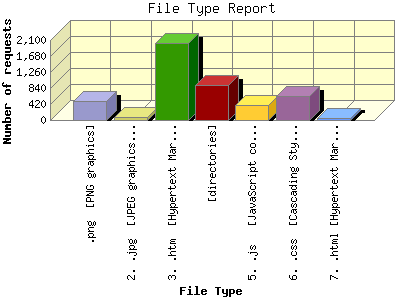 File Type Report
Number of requests
2,100
1,680
1,260
840
420
0
.png [PNG graphics]
2. .jpg [JPEG graphics...
3. .htm [Hypertext Mar...
[directories]
5. .js [JavaScript co...
6. .css [Cascading Sty...
7. .html [Hypertext Mar...
File Type